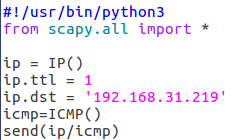 #!/usr/bin/python3
from scapy.all import *
ip = IP()
ip.ttl = 1
ip.dst = '192.168.31.219'
icmp=ICMP()
send(ip/icmp)